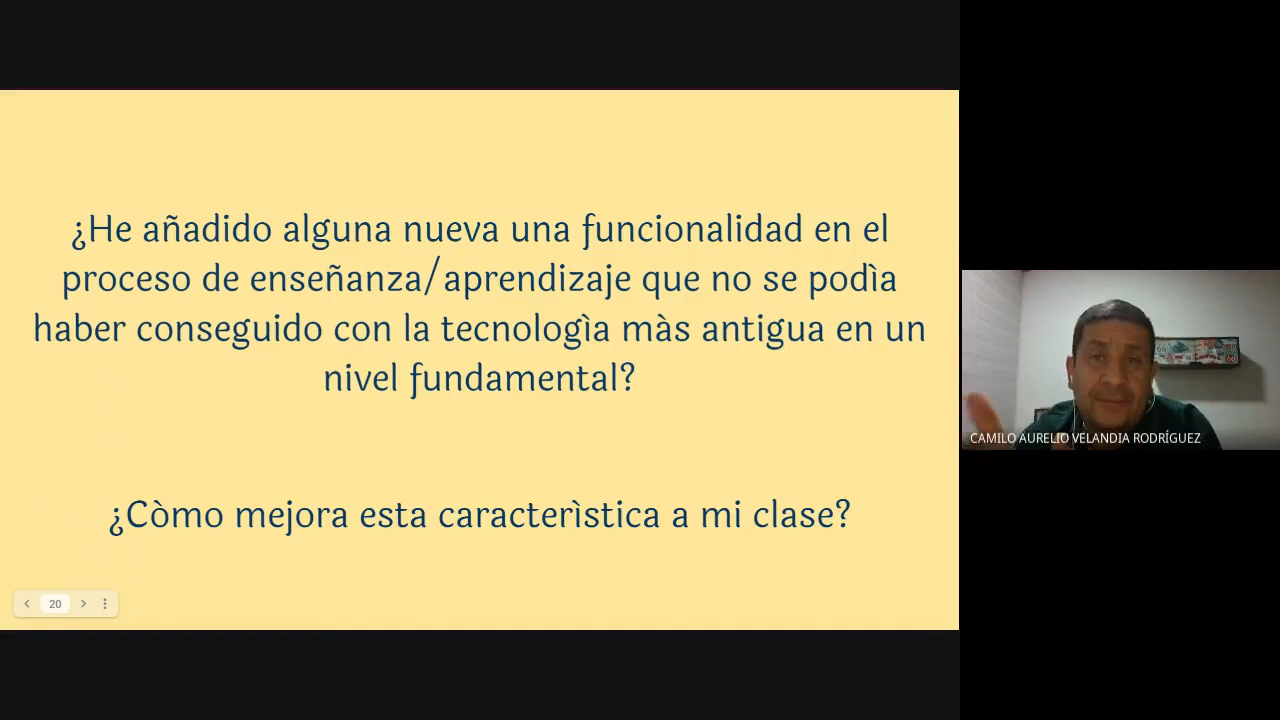 ¿He añadido alguna nueva una funcionalidad en el
proceso de enseñanza/aprendizaje que no se podìa
haber conseguido con la tecnologìa màs antigua en un
nivel fundamental?
¿Còmo mejora esta caracterìstica a mi clase?
20
CAMILO AURELIO VELANDIA RODRÍGUEZ